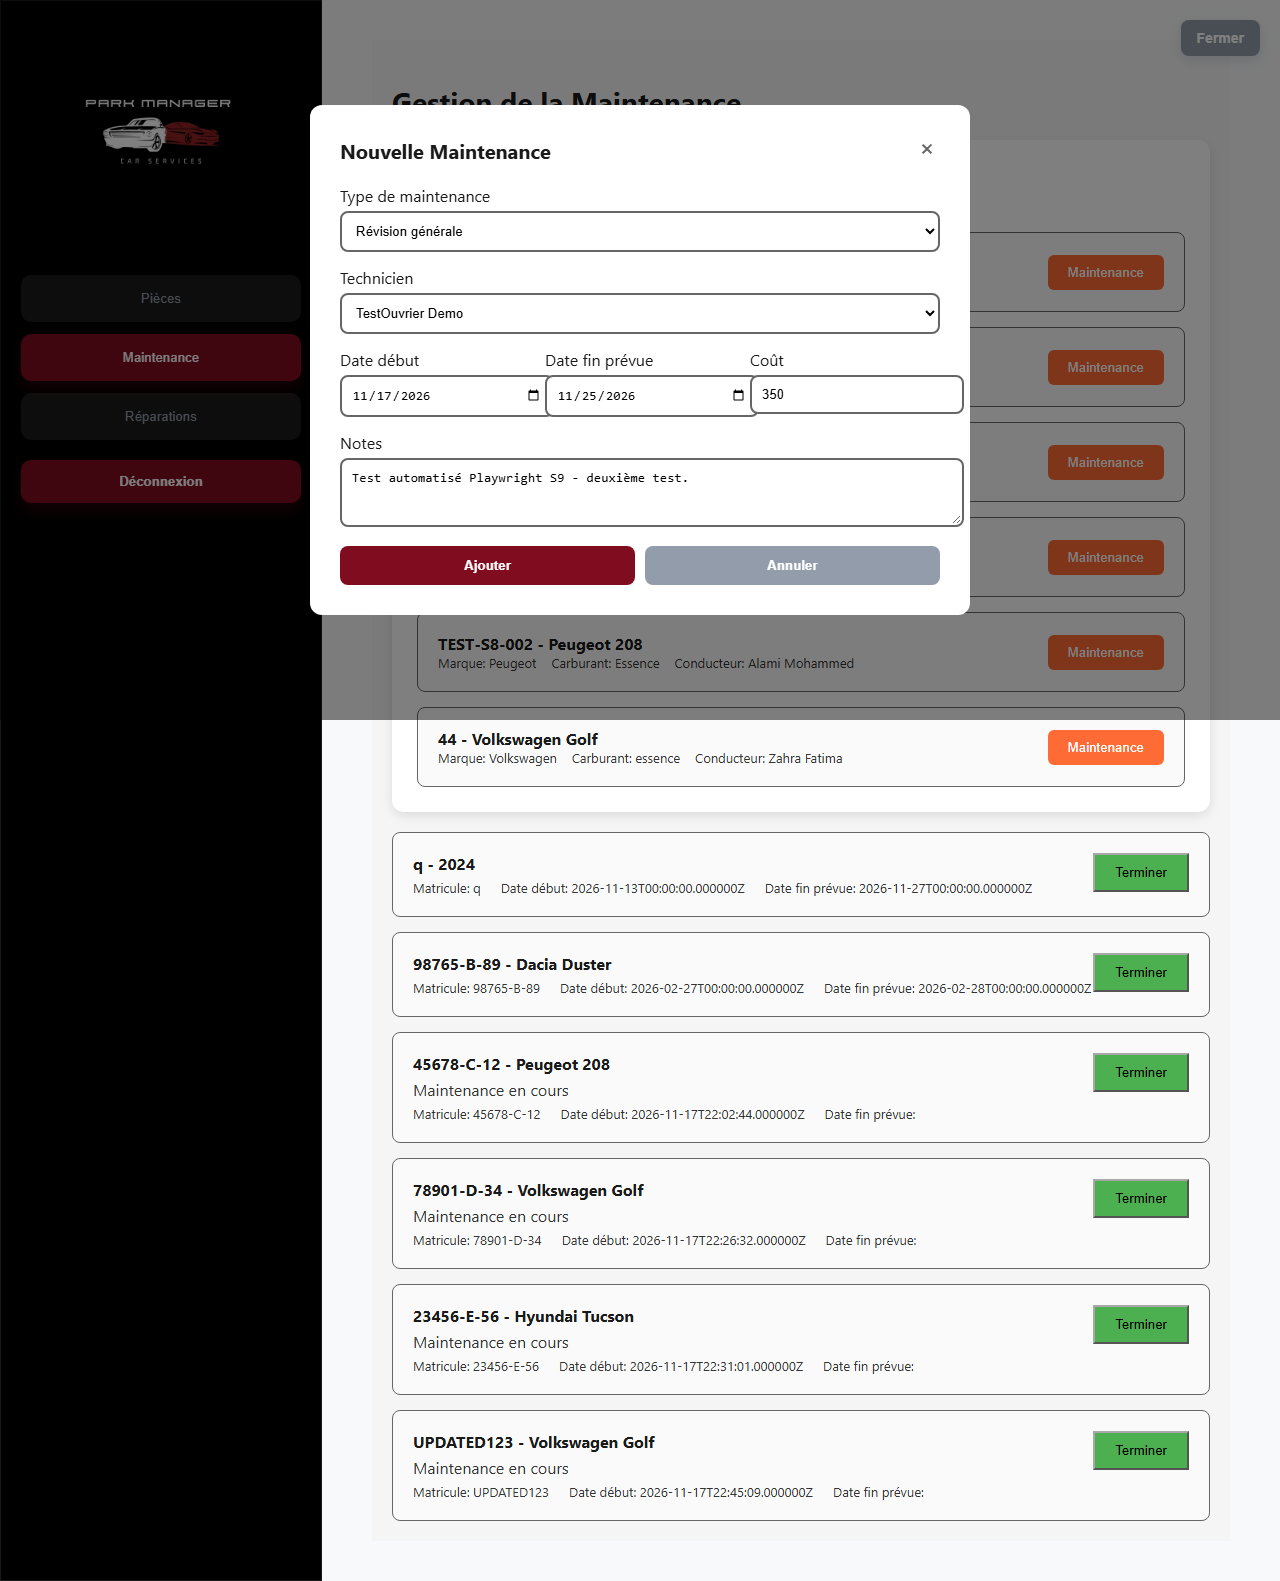 PARK MANAGER
CAR SERVICES
Pièces
Maintenance
Réparations
Déconnexion
Fermer
Gestion de la Maintenance
Nouvelle Maintenance
×
Type de maintenance
Révision générale
Technicien
TestOuvrier Demo
Date début Date fin prévue Coût
11/17/2026 11/25/2026 350
Notes
Test automatisé Playwright S9 - deuxième test.
Ajouter Annuler
Maintenance
Maintenance
Maintenance
Maintenance
TEST-S8-002 - Peugeot 208
Marque: Peugeot Carburant: Essence Conducteur: Alami Mohammed
Maintenance
44 - Volkswagen Golf
Marque: Volkswagen Carburant: essence Conducteur: Zahra Fatima
Maintenance
q - 2024
Matricule: q Date début: 2026-11-13T00:00:00.000000Z Date fin prévue: 2026-11-27T00:00:00.000000Z
Terminer
98765-B-89 - Dacia Duster
Matricule: 98765-B-89 Date début: 2026-02-27T00:00:00.000000Z Date fin prévue: 2026-02-28T00:00:00.000000Z
Terminer
45678-C-12 - Peugeot 208
Maintenance en cours
Matricule: 45678-C-12 Date début: 2026-11-17T22:02:44.000000Z Date fin prévue:
Terminer
78901-D-34 - Volkswagen Golf
Maintenance en cours
Matricule: 78901-D-34 Date début: 2026-11-17T22:26:32.000000Z Date fin prévue:
Terminer
23456-E-56 - Hyundai Tucson
Maintenance en cours
Matricule: 23456-E-56 Date début: 2026-11-17T22:31:01.000000Z Date fin prévue:
Terminer
UPDATED123 - Volkswagen Golf
Maintenance en cours
Matricule: UPDATED123 Date début: 2026-11-17T22:45:09.000000Z Date fin prévue:
Terminer